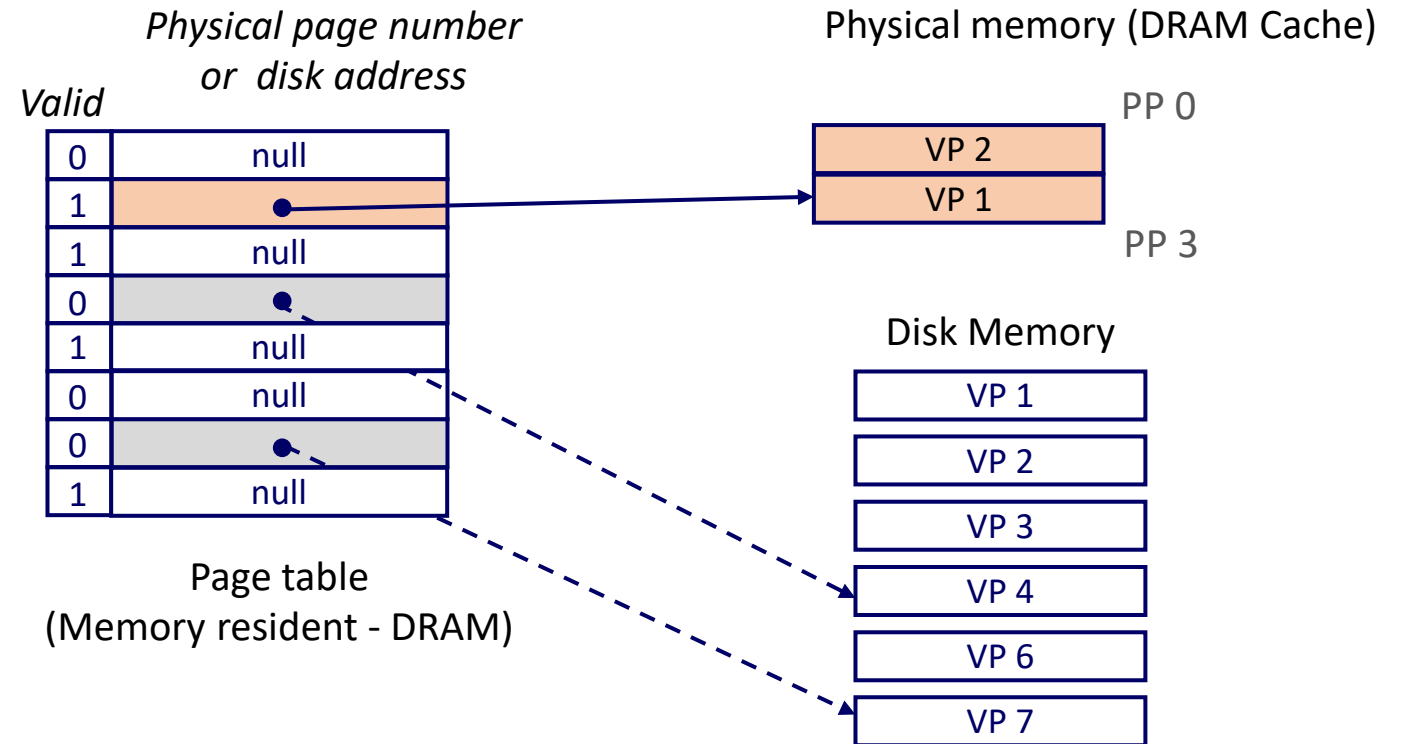 Physical page number
or disk address
Valid
0 null
1
1 null
0
1 null
0 null
0
1 null
Page table
(Memory resident - DRAM)
Physical memory (DRAM Cache)
PP 0
VP 2
VP 1
PP 3
Disk Memory
VP 1
VP 2
VP 3
VP 4
VP 6
VP 7